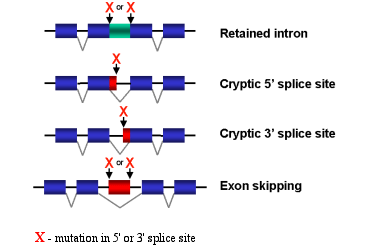 X or X
Retained intron
X
Cryptic 5' splice site
X
Cryptic 3' splice site
X or X
Exon skipping
X - mutation in 5' or 3' splice site